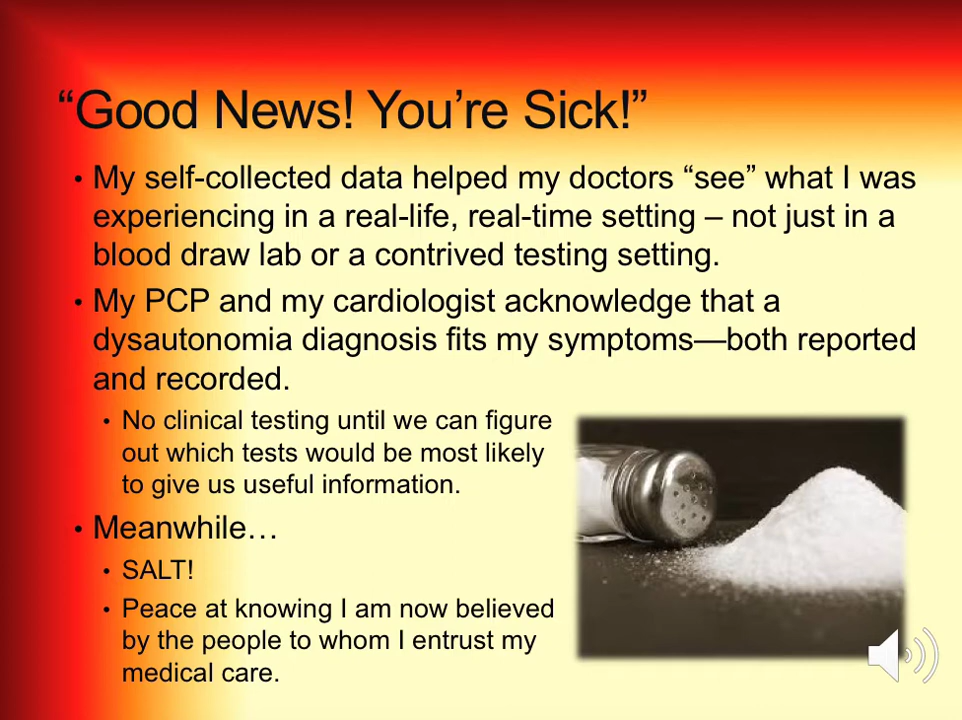 “Good News! You’re Sick!”
• My self-collected data helped my doctors “see” what I was
experiencing in a real-life, real-time setting – not just in a
blood draw lab or a contrived testing setting.
• My PCP and my cardiologist acknowledge that a
dysautonomia diagnosis fits my symptoms—both reported
and recorded.
• No clinical testing until we can figure
out which tests would be most likely
to give us useful information.
• Meanwhile…
• SALT!
• Peace at knowing I am now believed
by the people to whom I entrust my
medical care.